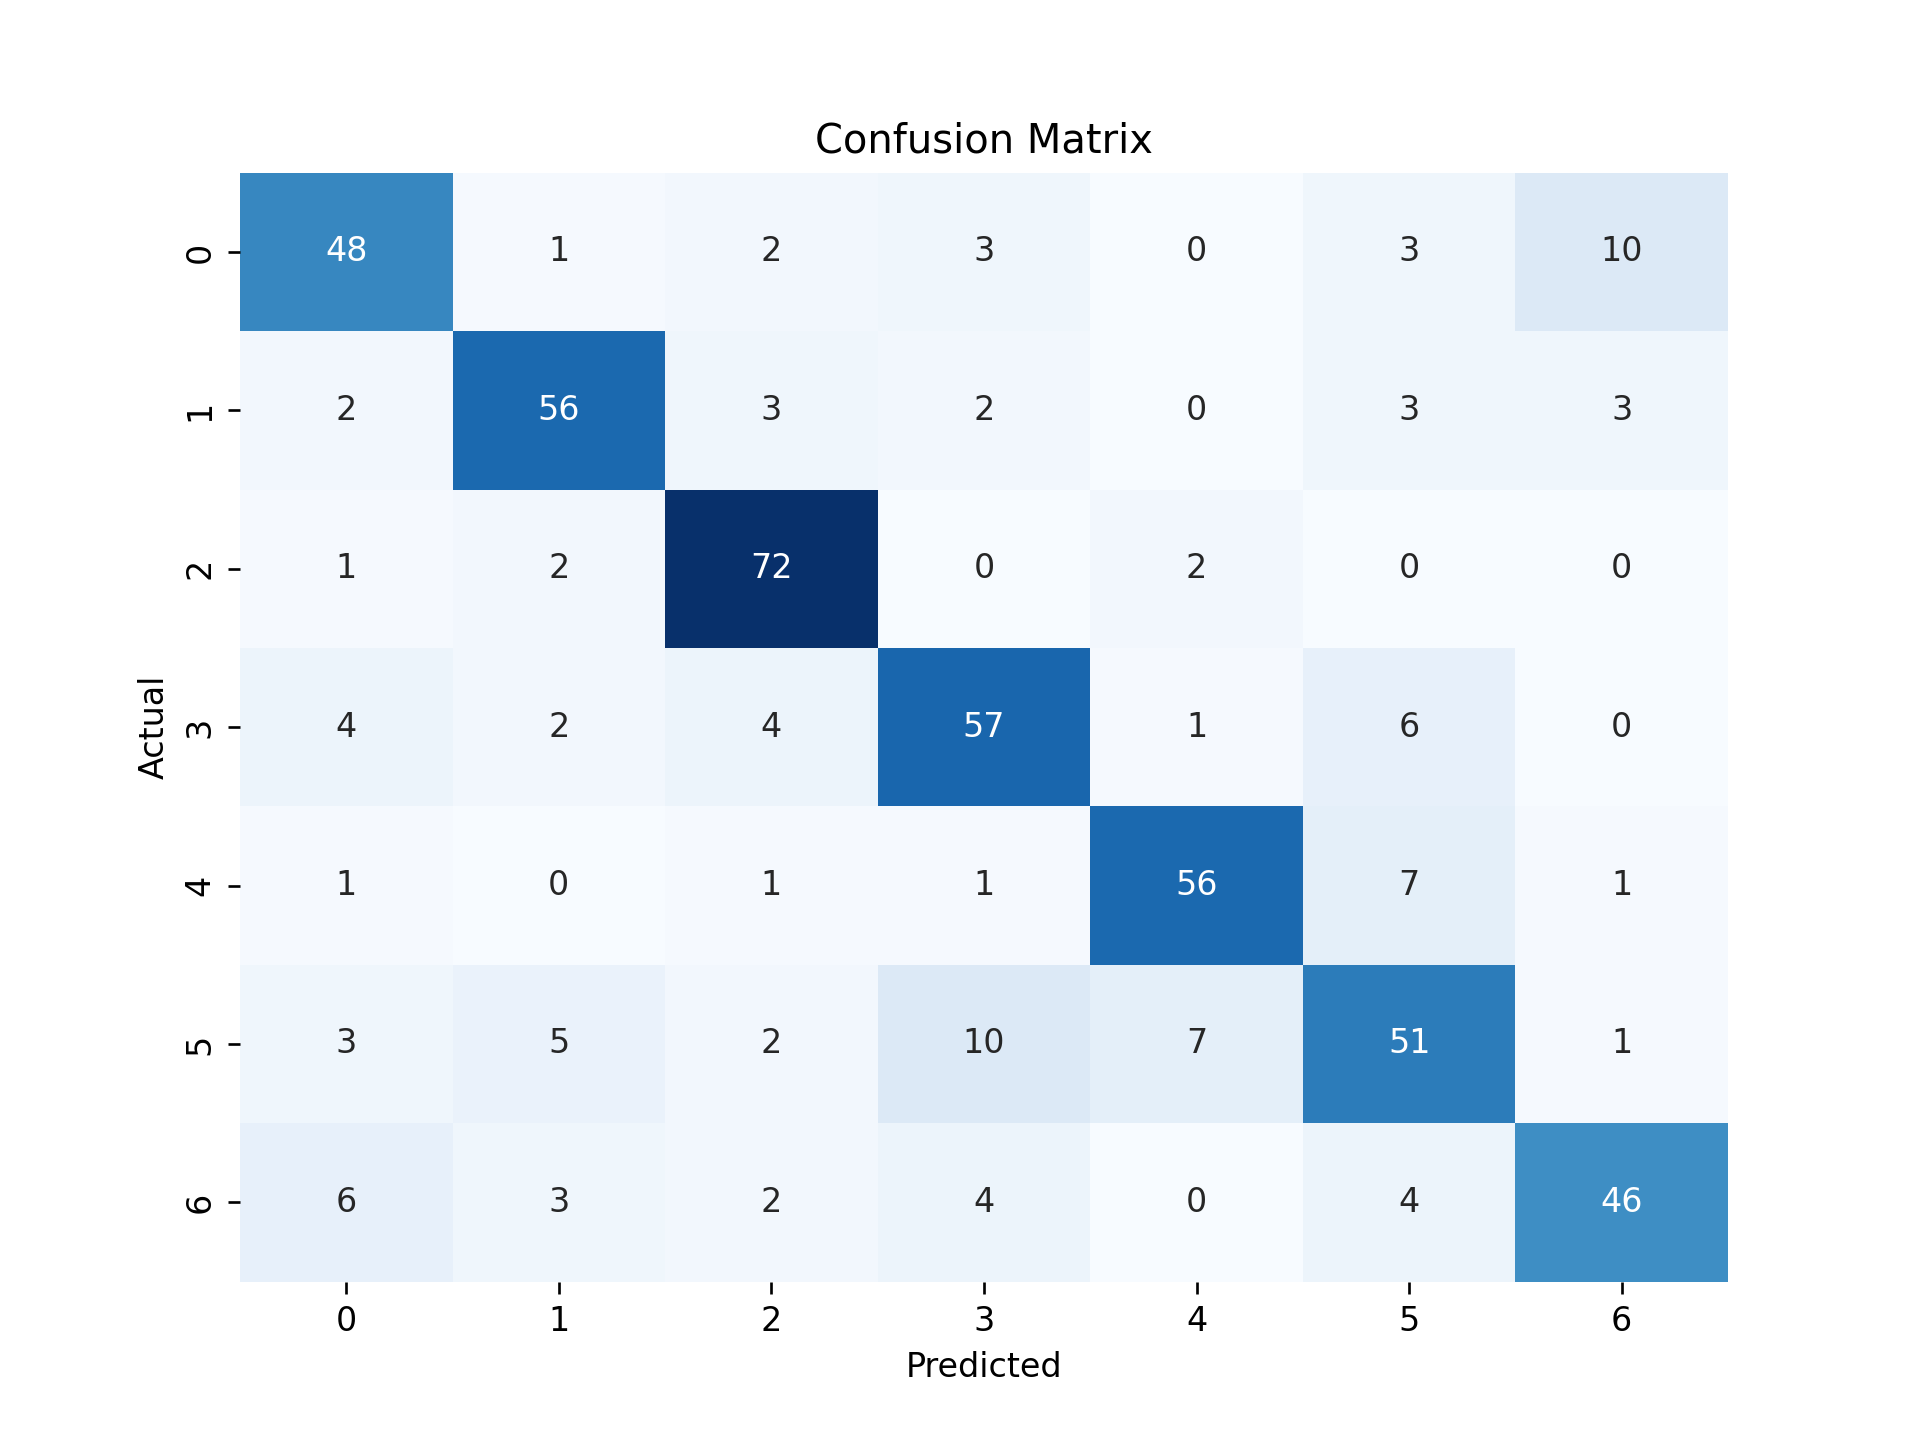 Confusion Matrix
0 48 1 2 3 0 3 10
1 2 56 3 2 0 3 3
2 1 2 72 0 2 0 0
3 4 2 4 57 1 6 0
4 1 0 1 1 56 7 1
5 3 5 2 10 7 51 1
6 6 3 2 4 0 4 46
Actual
0 1 2 3 4 5 6
Predicted